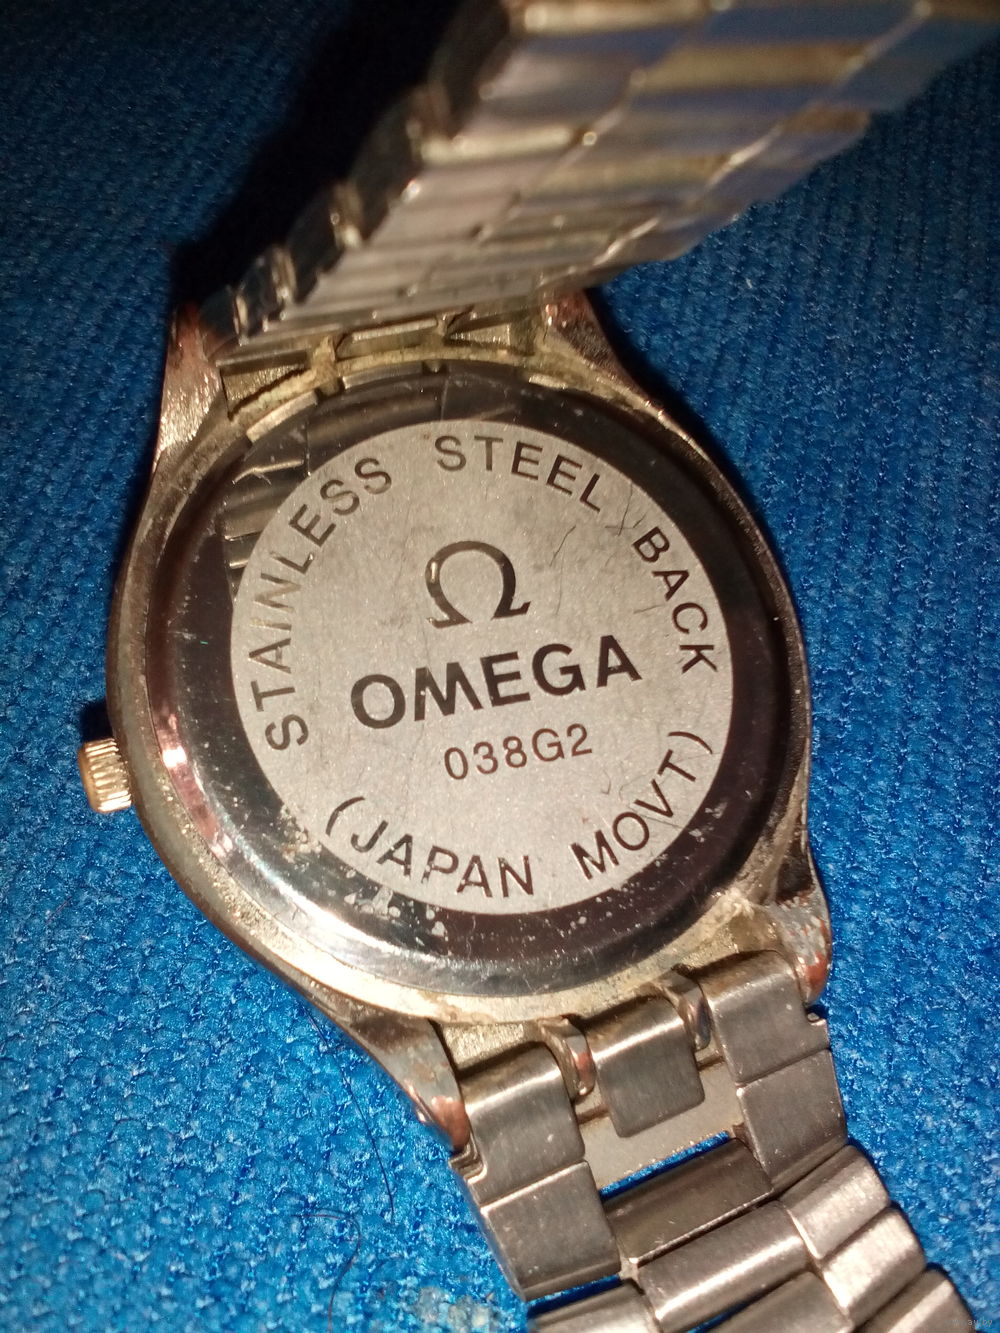 STAINLESS STEEL BACK
Ω
OMEGA
038G2
(JAPAN MOVT)